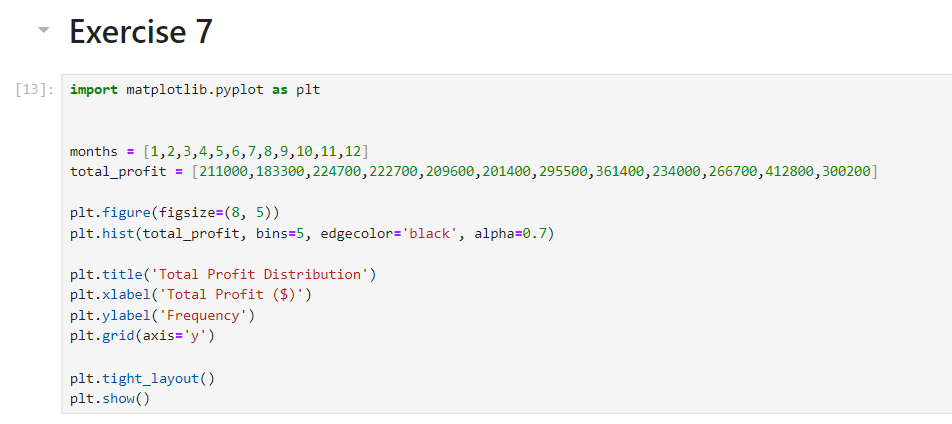 Exercise 7
[13]:
import matplotlib.pyplot as plt
months = [1,2,3,4,5,6,7,8,9,10,11,12]
total_profit = [211000,183300,224700,222700,209600,201400,295500,361400,234000,266700,412800,300200]
plt.figure(figsize=(8, 5))
plt.hist(total_profit, bins=5, edgecolor='black', alpha=0.7)
plt.title('Total Profit Distribution')
plt.xlabel('Total Profit ($)')
plt.ylabel('Frequency')
plt.grid(axis='y')
plt.tight_layout()
plt.show()